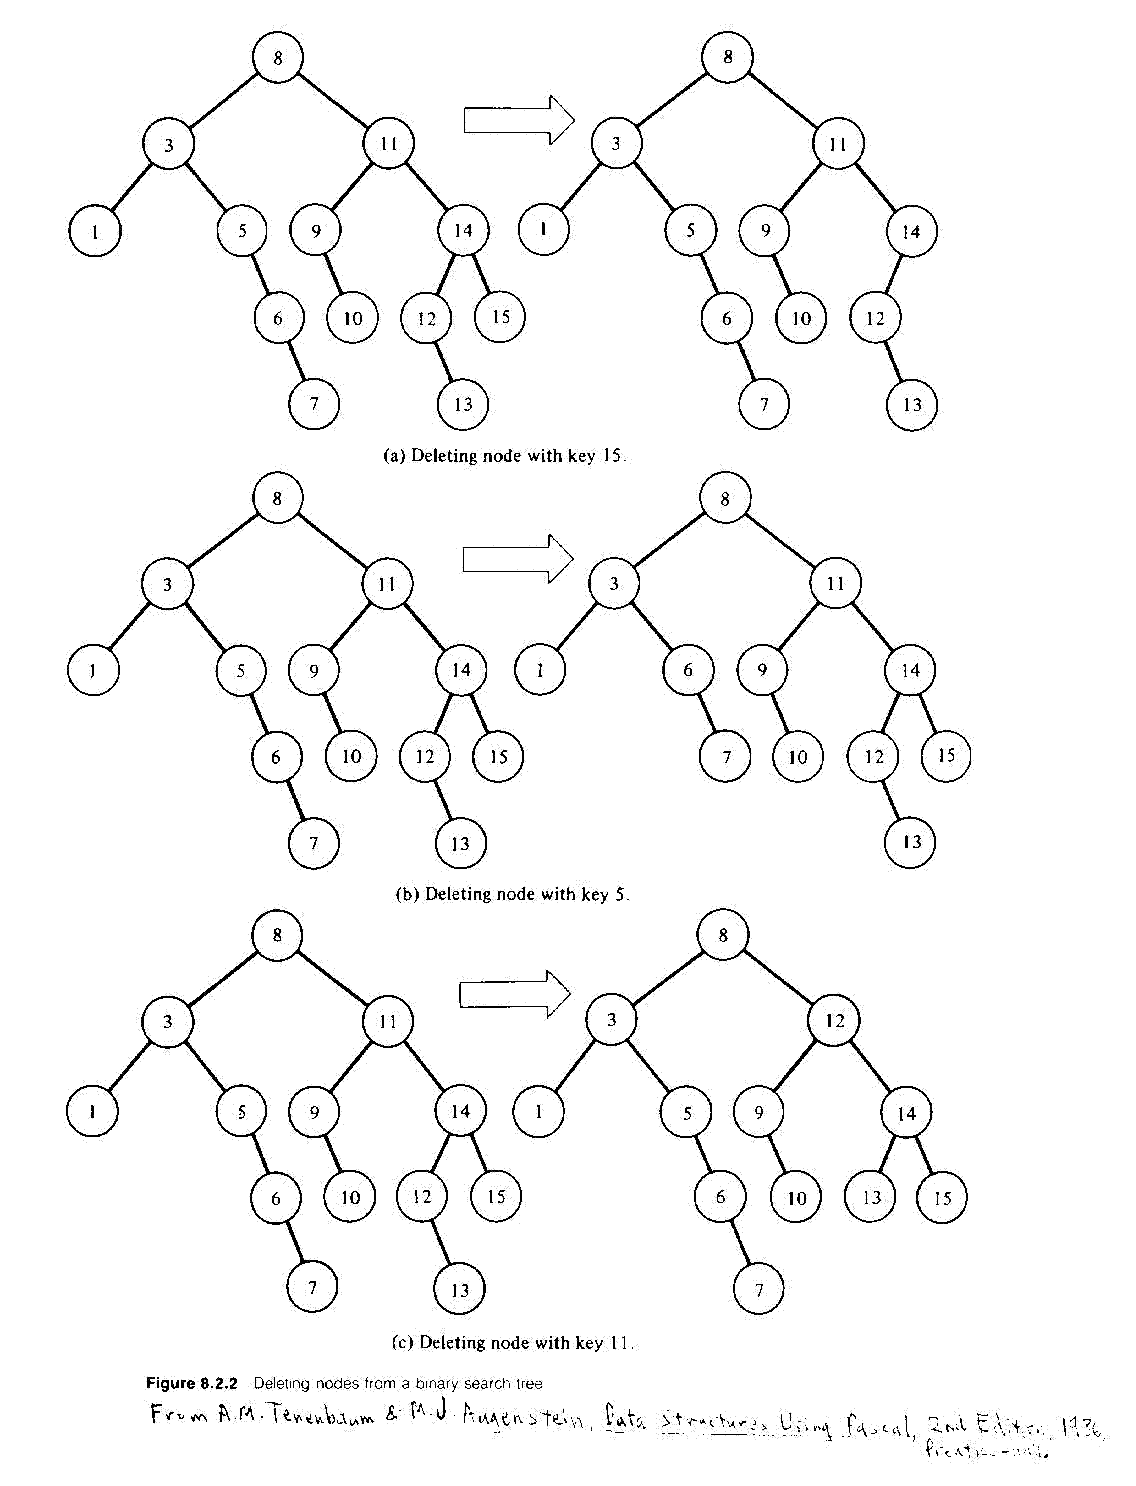 8 8
3 11 3 11
1 5 9 14 1 5 9 14
6 10 12 15 6 10 12
7 13 7 13
(a) Deleting node with key 15.
8 8
3 11 3 11
1 5 9 14 1 6 9 14
6 10 12 15 7 10 12 15
7 13 13
(b) Deleting node with key 5.
8 8
3 11 3 12
1 5 9 14 1 5 9 14
6 10 12 15 6 10 13 15
7 13 7
(c) Deleting node with key 11.
Figure 8.2.2 Deleting nodes from a binary search tree
From A.M. Tenenbaum & M.J. Augenstein, Data Structures Using Pascal, 2nd Edition,